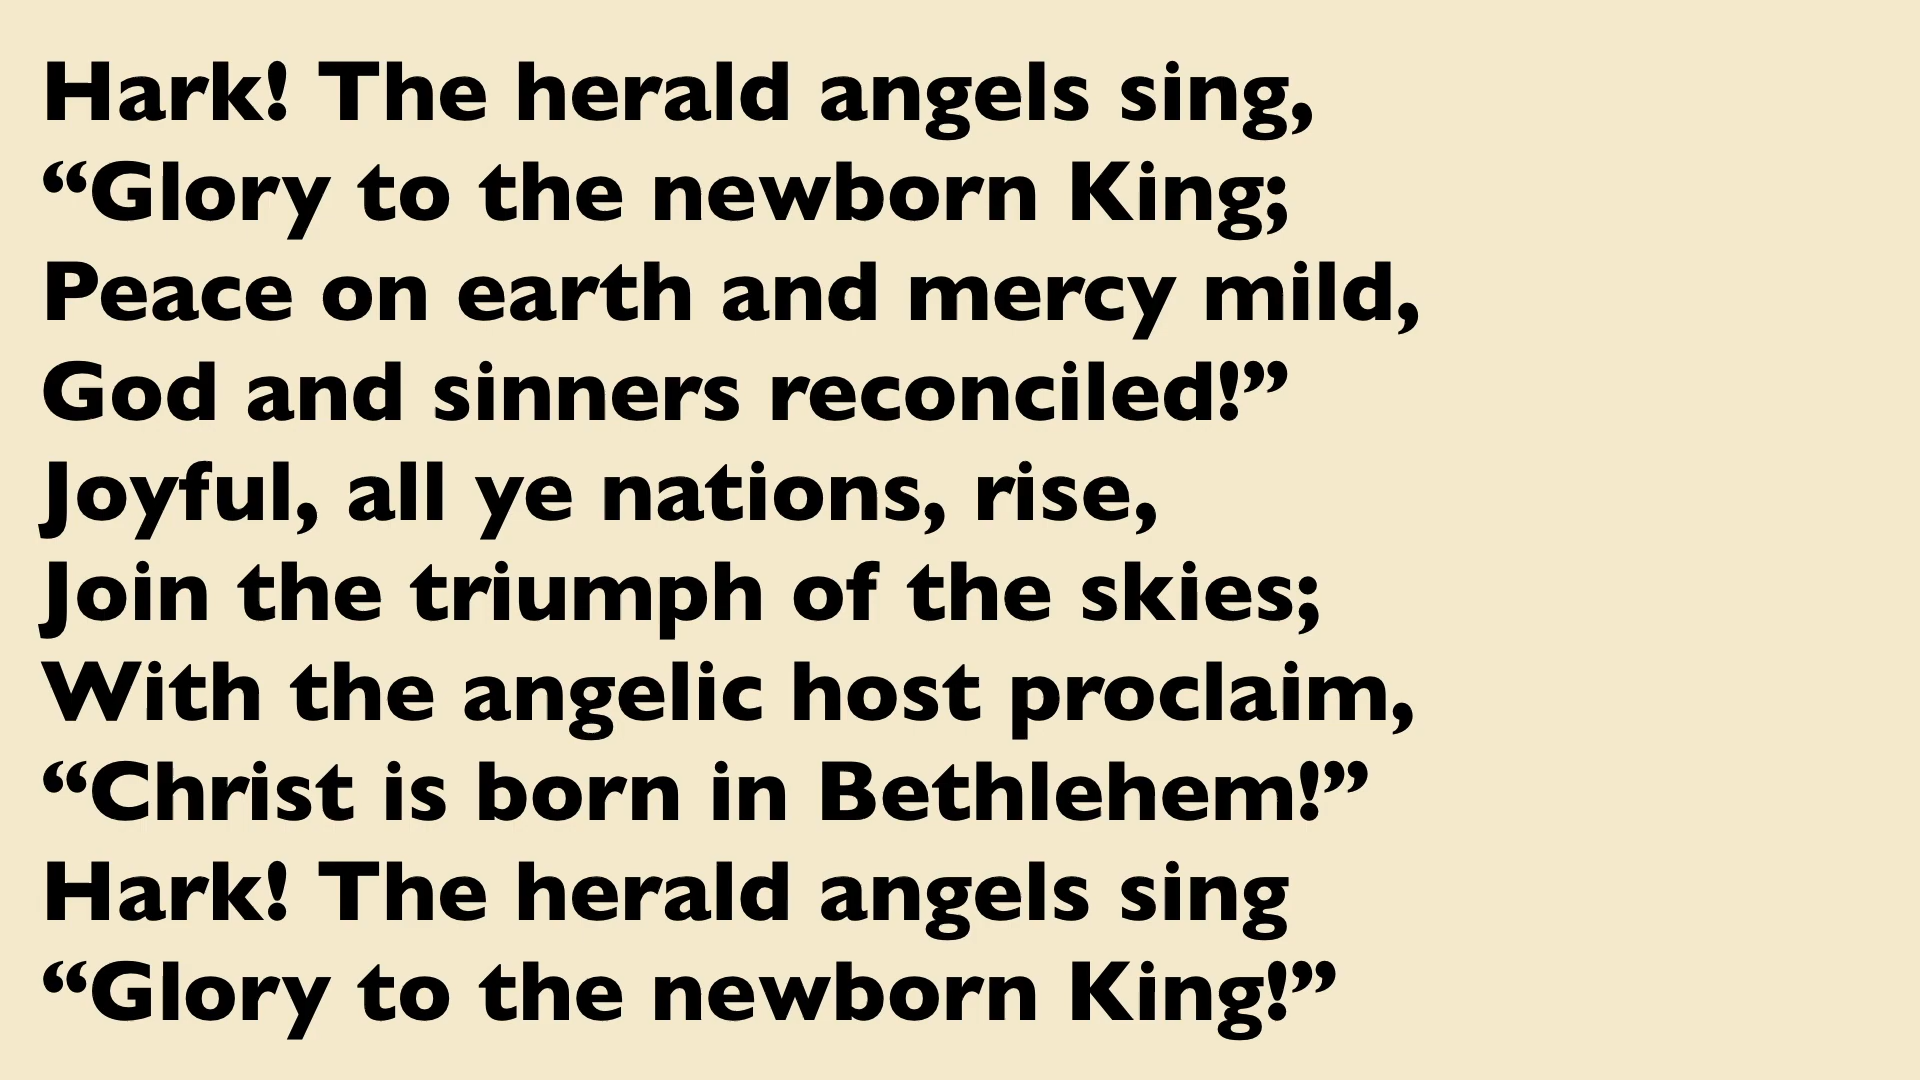 Hark! The herald angels sing,
“Glory to the newborn King;
Peace on earth and mercy mild,
God and sinners reconciled!”
Joyful, all ye nations, rise,
Join the triumph of the skies;
With the angelic host proclaim,
“Christ is born in Bethlehem!”
Hark! The herald angels sing
“Glory to the newborn King!”